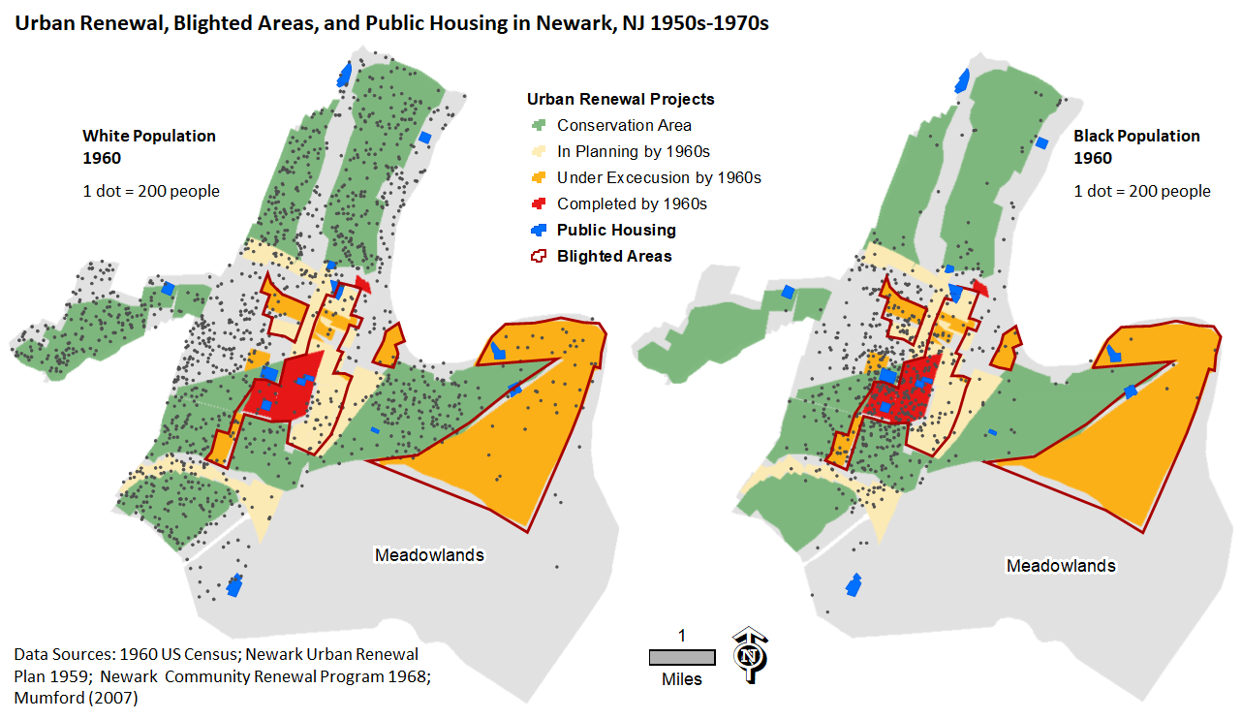 Urban Renewal, Blighted Areas, and Public Housing in Newark, NJ 1950s-1970s
White Population
1960
1 dot = 200 people
Urban Renewal Projects
Conservation Area
In Planning by 1960s
Under Excecusion by 1960s
Completed by 1960s
Public Housing
Blighted Areas
Black Population
1960
1 dot = 200 people
Meadowlands
Meadowlands
Data Sources: 1960 US Census; Newark Urban Renewal
Plan 1959; Newark Community Renewal Program 1968;
Mumford (2007)
1
Miles
N